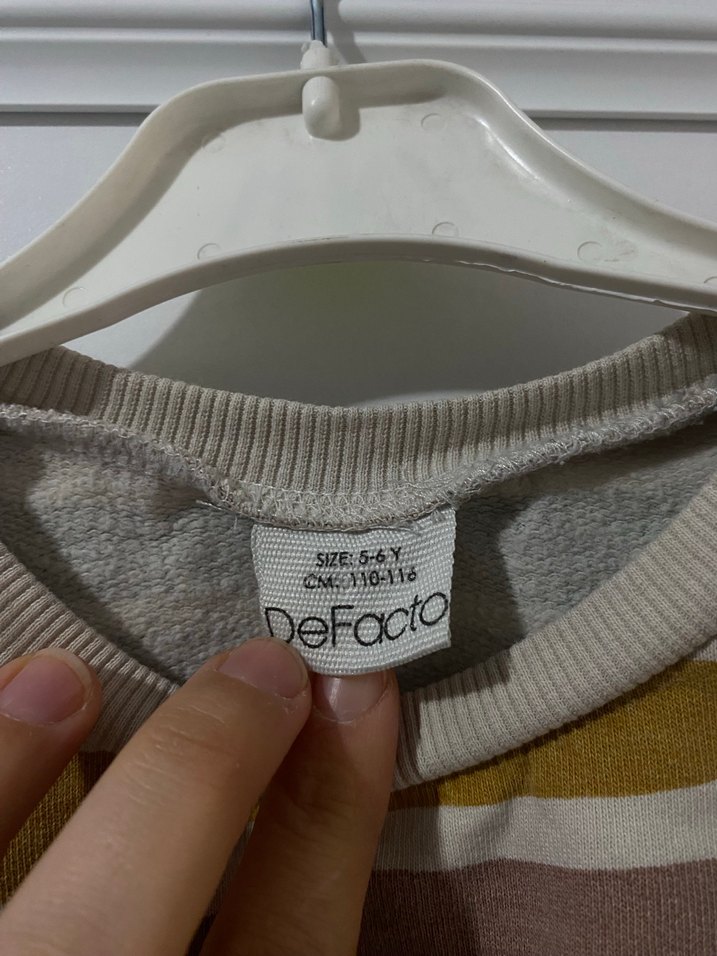 SIZE: 5-6 Y
CM.: 110-116
DeFacto